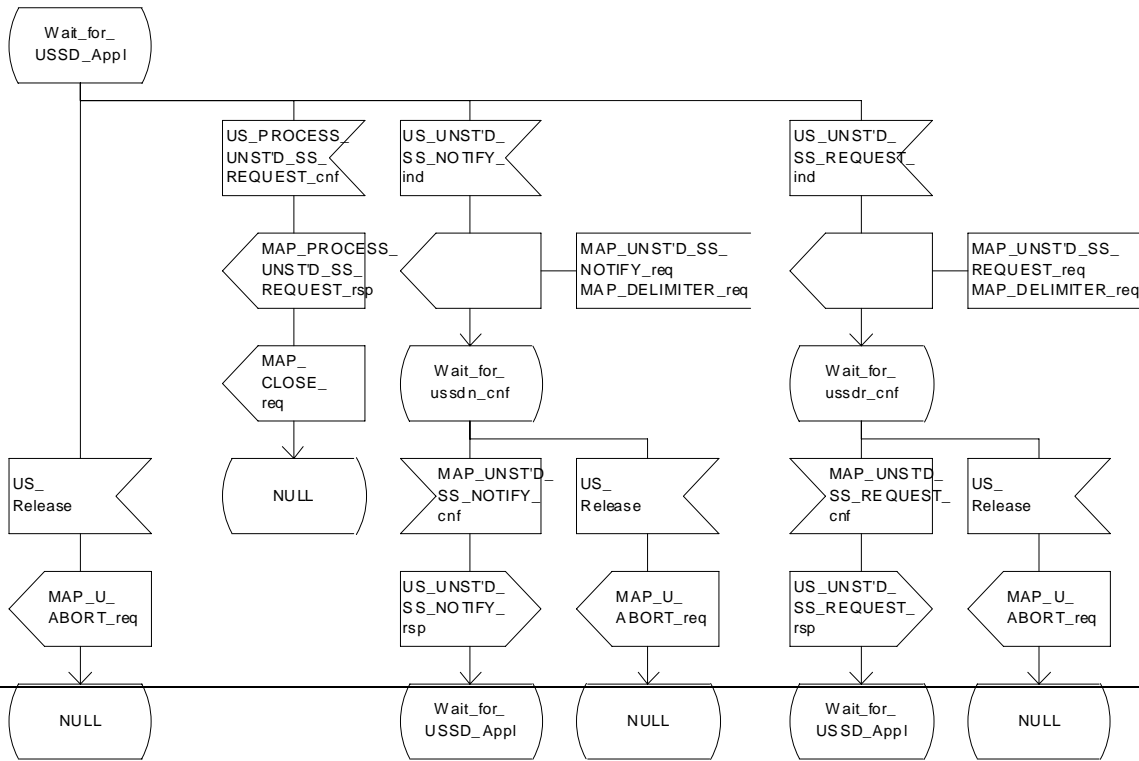 Wait_for_
USSD_Appl
US_PROCESS_
UNST'D_SS_
REQUEST_cnf
US_UNST'D_
SS_NOTIFY_
ind
US_UNST'D_
SS_REQUEST_
ind
MAP_PROCESS_
UNST'D_SS_
REQUEST_rsp
MAP_UNST'D_SS_
NOTIFY_req
MAP_DELIMITER_req
MAP_UNST'D_SS_
REQUEST_req
MAP_DELIMITER_req
MAP_
CLOSE_
req
Wait_for_
ussdn_cnf
Wait_for_
ussdr_cnf
US_
Release
NULL
MAP_UNST'D_
SS_NOTIFY_
cnf
US_
Release
MAP_UNST'D_
SS_REQUEST_
cnf
US_
Release
MAP_U_
ABORT_req
US_UNST'D_
SS_NOTIFY_
rsp
MAP_U_
ABORT_req
US_UNST'D_
SS_REQUEST_
rsp
MAP_U_
ABORT_req
NULL
Wait_for_
USSD_Appl
NULL
Wait_for_
USSD_Appl
NULL